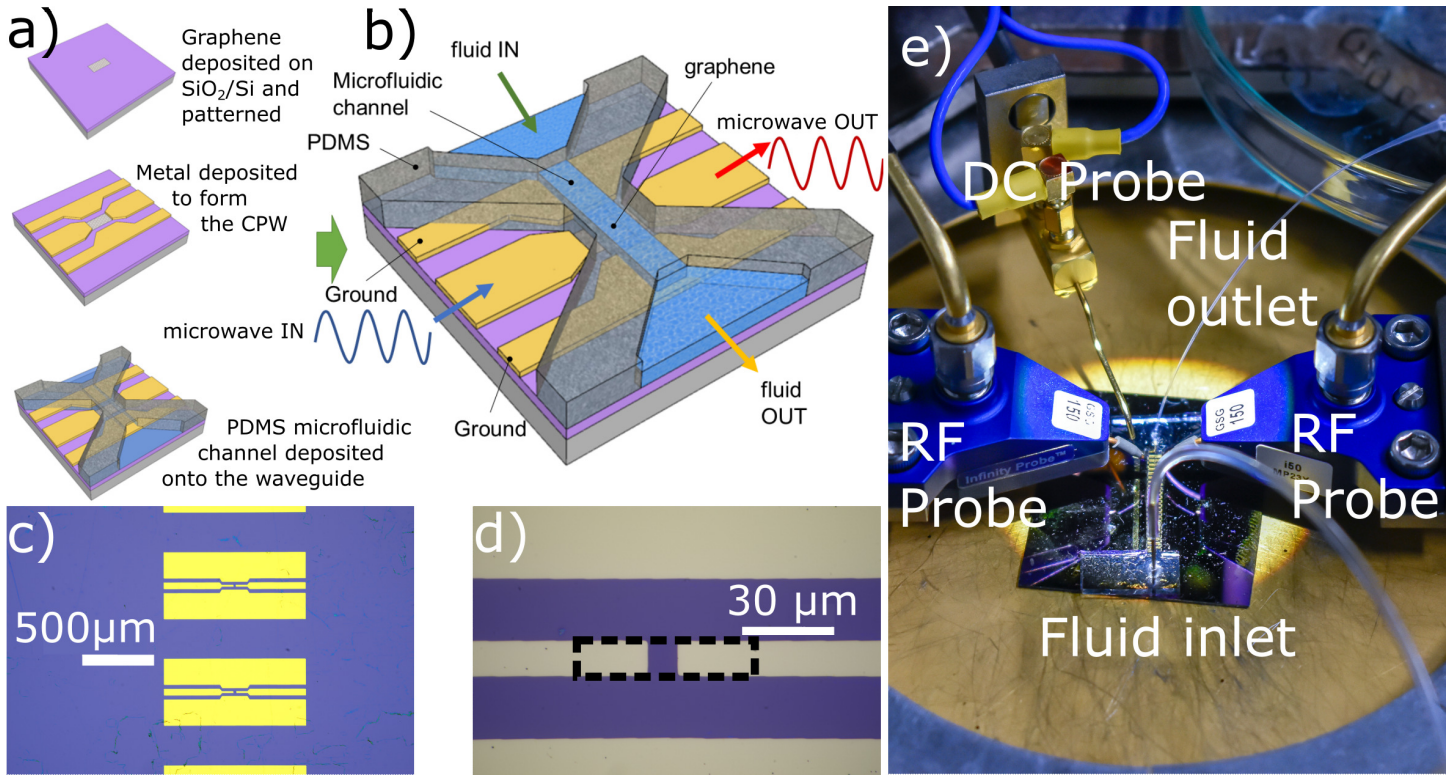 a)
Graphene
deposited on
SiO₂/Si and
patterned
Metal deposited
to form
the CPW
PDMS microfluidic
channel deposited
onto the waveguide
b)
fluid IN
Microfluidic
channel
graphene
microwave OUT
PDMS
Ground
microwave IN
Ground
fluid
OUT
c)
500μm
d)
30 μm
e)
DC Probe
Fluid
outlet
GSG
150
GSG
150
RF
Probe
Infinity Probe™
RF
Probe
i50
Fluid inlet